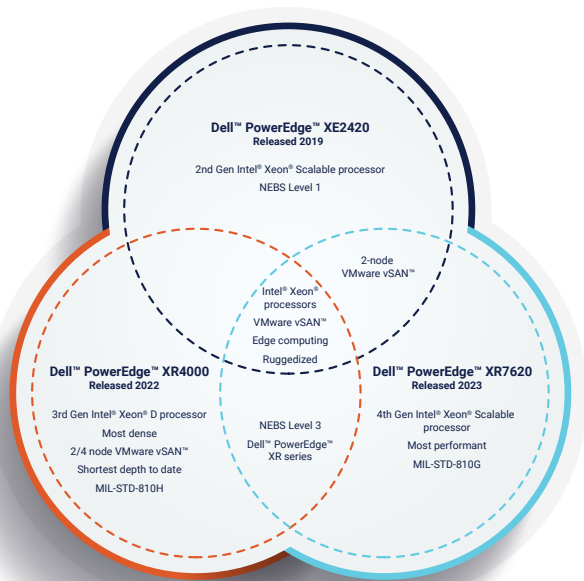 Dell™ PowerEdge™ XE2420
Released 2019
2nd Gen Intel® Xeon® Scalable processor
NEBS Level 1
2-node
VMware vSAN™
Intel® Xeon®
processors
VMware vSAN™
Edge computing
Ruggedized
Dell™ PowerEdge™ XR4000
Released 2022
3rd Gen Intel® Xeon® D processor
Most dense
2/4 node VMware vSAN™
Shortest depth to date
MIL-STD-810H
NEBS Level 3
Dell™ PowerEdge™
XR series
Dell™ PowerEdge™ XR7620
Released 2023
4th Gen Intel® Xeon® Scalable
processor
Most performant
MIL-STD-810G